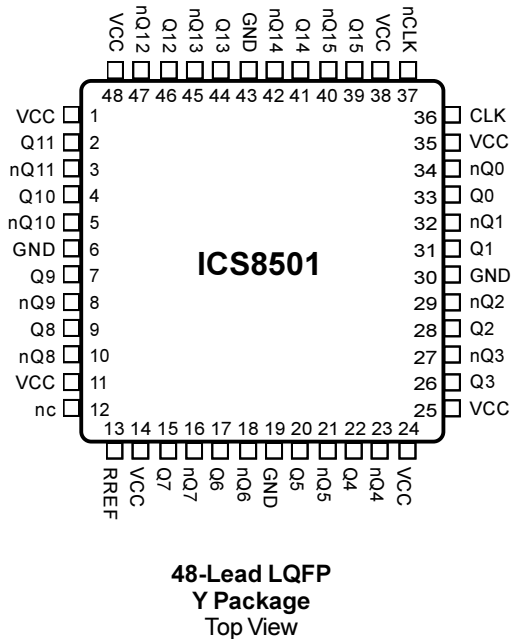 VCC nQ12 Q12 nQ13 Q13 GND nQ14 Q14 nQ15 Q15 VCC nCLK
48 47 46 45 44 43 42 41 40 39 38 37
VCC 1 36 CLK
Q11 2 35 VCC
nQ11 3 34 nQ0
Q10 4 33 Q0
nQ10 5 32 nQ1
GND 6 31 Q1
ICS8501
Q9 7 30 GND
nQ9 8 29 nQ2
Q8 9 28 Q2
nQ8 10 27 nQ3
VCC 11 26 Q3
nc 12 25 VCC
13 14 15 16 17 18 19 20 21 22 23 24
RREF VCC Q7 nQ7 Q6 nQ6 GND Q5 nQ5 Q4 nQ4 VCC
48-Lead LQFP
Y Package
Top View